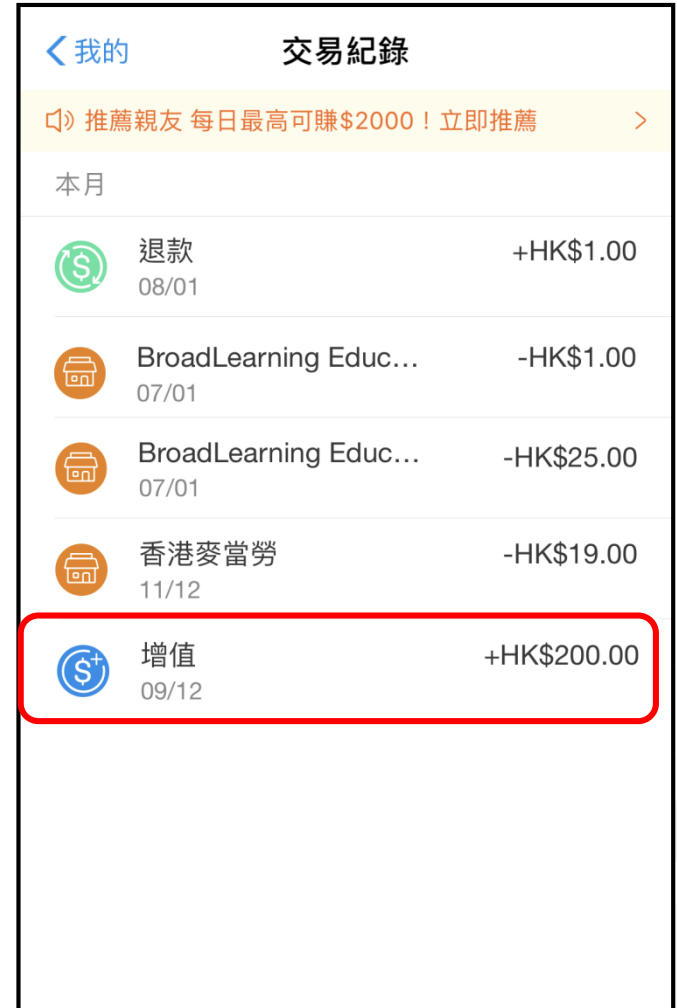 我的
交易紀錄
推薦親友 每日最高可賺$2000！立即推薦
本月
退款
+HK$1.00
08/01
BroadLearning Educ...
-HK$1.00
07/01
BroadLearning Educ...
-HK$25.00
07/01
香港麥當勞
-HK$19.00
11/12
增值
+HK$200.00
09/12